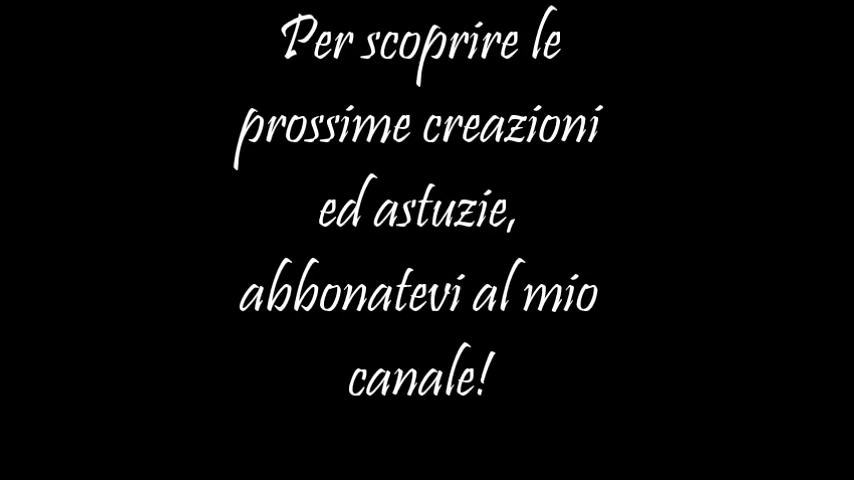 Per scoprire le
prossime creazioni
ed astuzie,
abbonatevi al mio
canale!